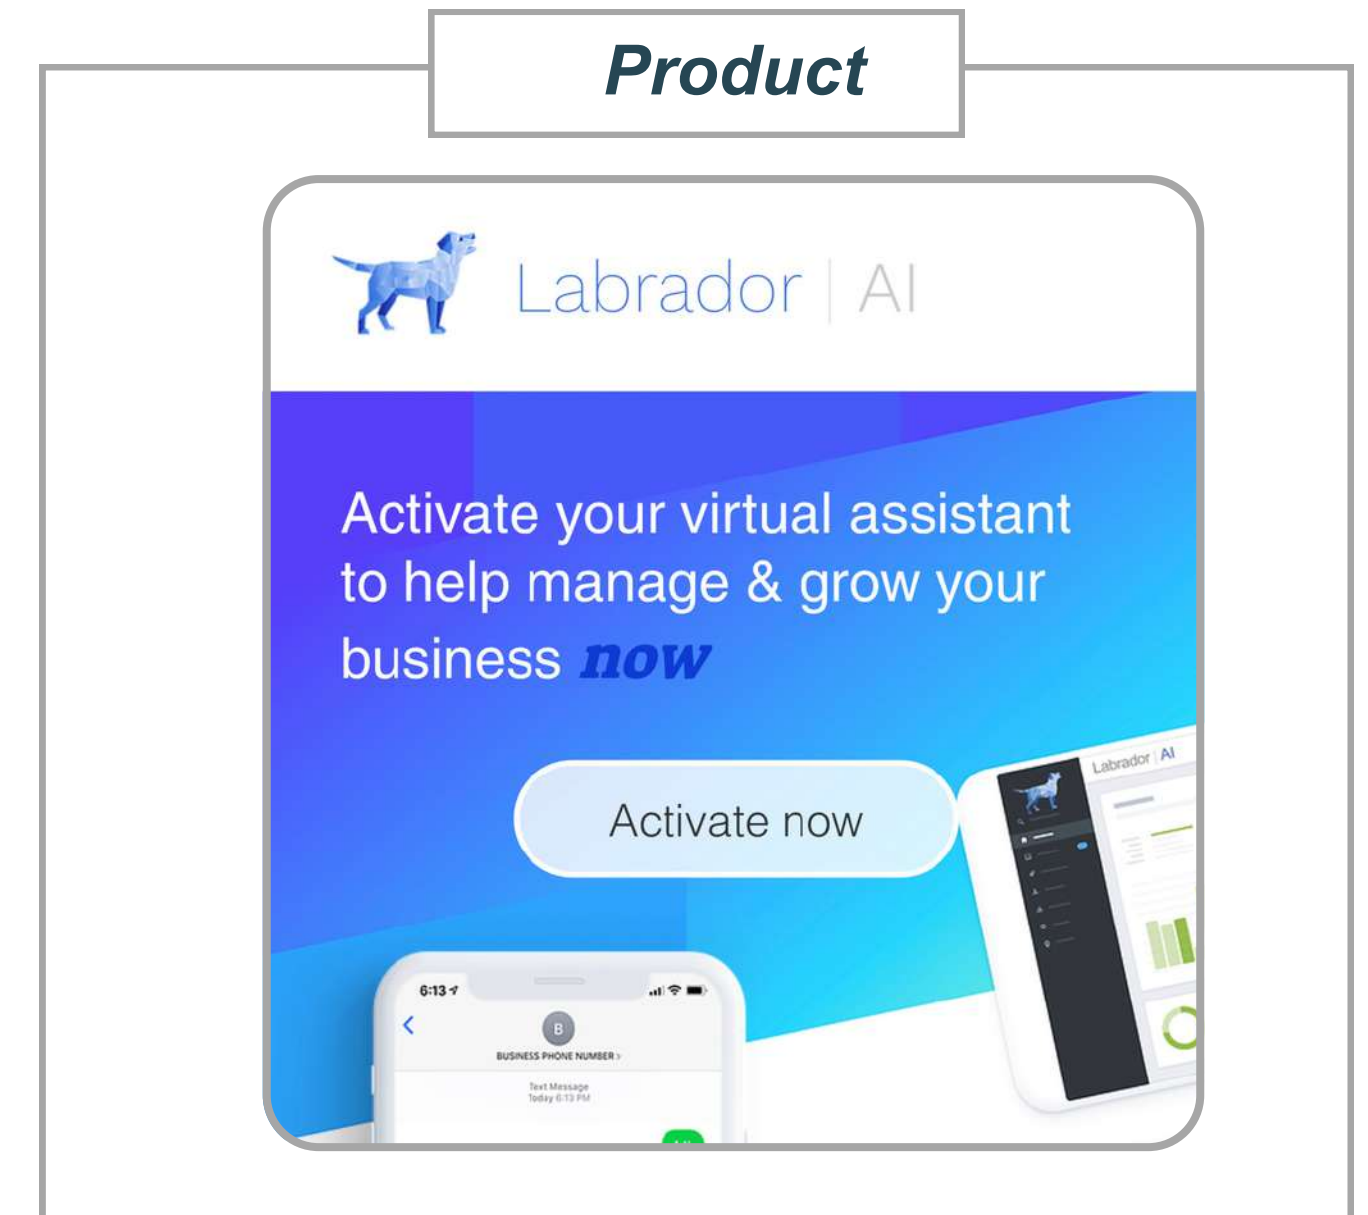 Product
Labrador | AI
Activate your virtual assistant
to help manage & grow your
business now
Activate now
Labrador | AI
6:13
B
BUSINESS PHONE NUMBER >
Text Message
Today 6:13 PM